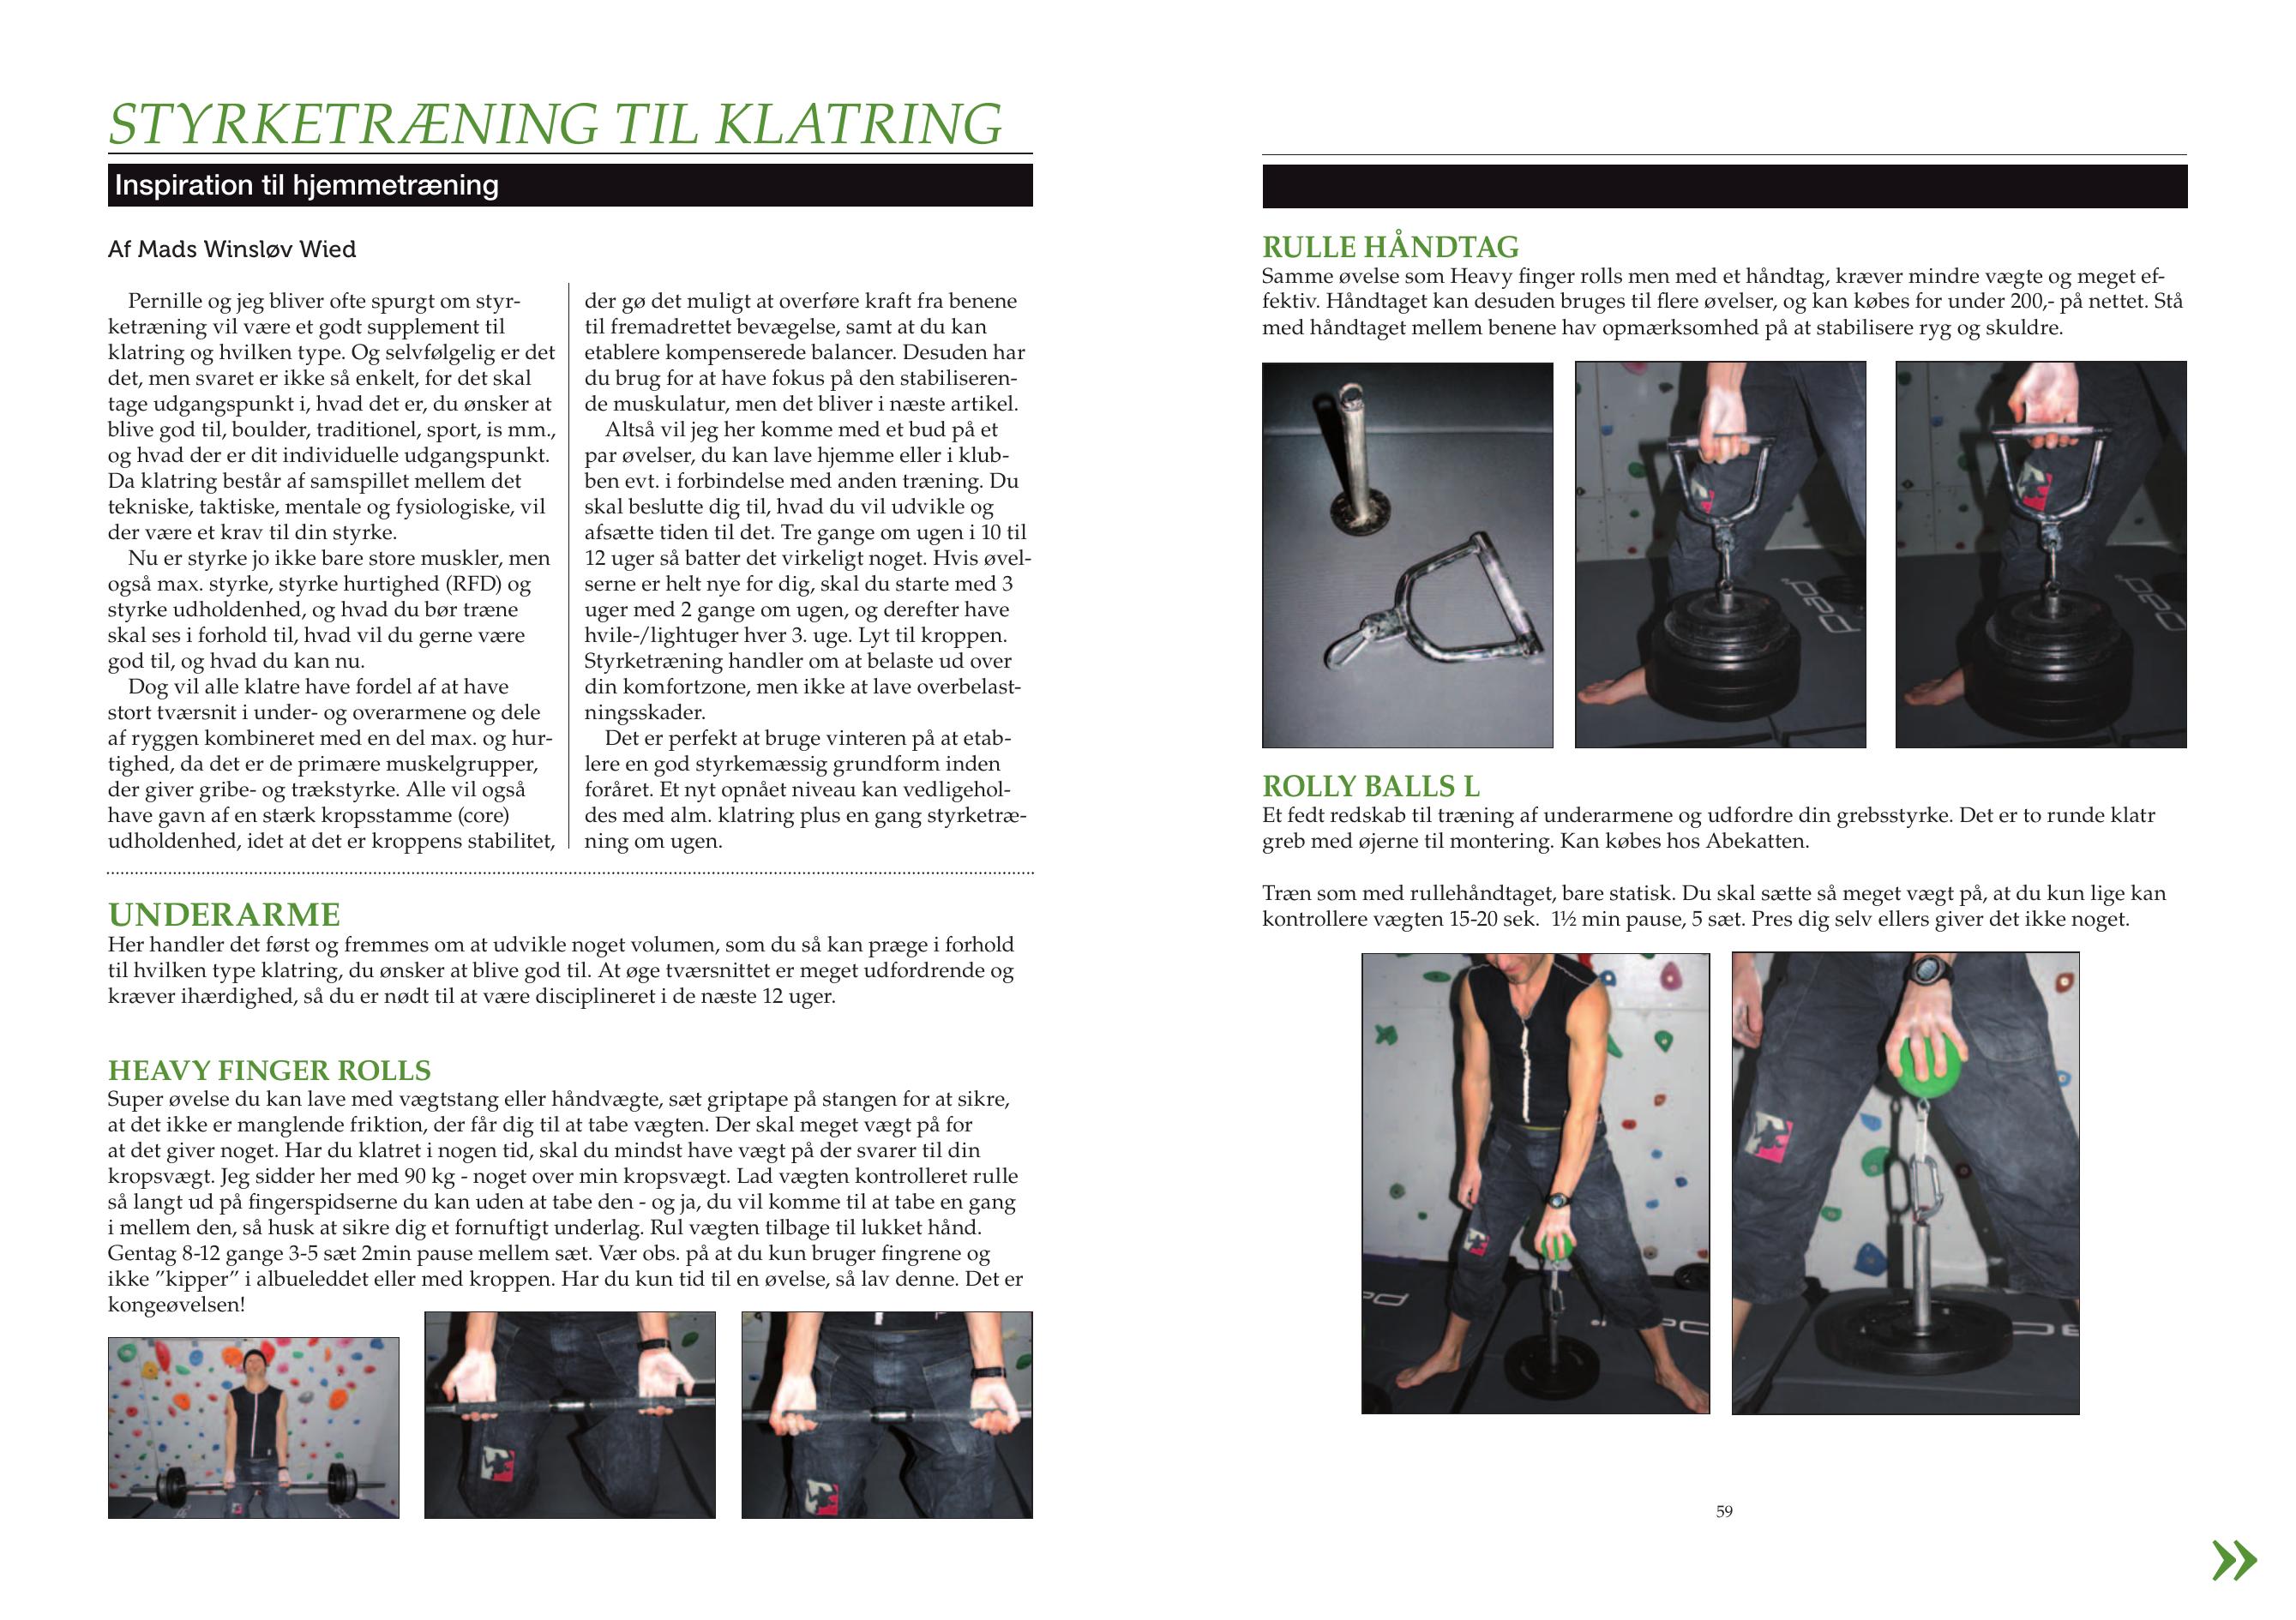 STYRKETRÆNING TIL KLATRING
Inspiration til hjemmetræning
Af Mads Winsløv Wied
Pernille og jeg bliver ofte spurgt om styr-
ketræning vil være et godt supplement til
klatring og hvilken type. Og selvfølgelig er det
det, men svaret er ikke så enkelt, for det skal
tage udgangspunkt i, hvad det er, du ønsker at
blive god til, boulder, traditionel, sport, is mm.,
og hvad der er dit individuelle udgangspunkt.
Da klatring består af samspillet mellem det
tekniske, taktiske, mentale og fysiologiske, vil
der være et krav til din styrke.
Nu er styrke jo ikke bare store muskler, men
også max. styrke, styrke hurtighed (RFD) og
styrke udholdenhed, og hvad du bør træne
skal ses i forhold til, hvad vil du gerne være
god til, og hvad du kan nu.
Dog vil alle klatre have fordel af at have
stort tværsnit i under- og overarmene og dele
af ryggen kombineret med en del max. og hur-
tighed, da det er de primære muskelgrupper,
der giver gribe- og trækstyrke. Alle vil også
have gavn af en stærk kropsstamme (core)
udholdenhed, idet at det er kroppens stabilitet,
der gø det muligt at overføre kraft fra benene
til fremadrettet bevægelse, samt at du kan
etablere kompenserede balancer. Desuden har
du brug for at have fokus på den stabiliseren-
de muskulatur, men det bliver i næste artikel.
Altså vil jeg her komme med et bud på et
par øvelser, du kan lave hjemme eller i klub-
ben evt. i forbindelse med anden træning. Du
skal beslutte dig til, hvad du vil udvikle og
afsætte tiden til det. Tre gange om ugen i 10 til
12 uger så batter det virkeligt noget. Hvis øvel-
serne er helt nye for dig, skal du starte med 3
uger med 2 gange om ugen, og derefter have
hvile-/lightuger hver 3. uge. Lyt til kroppen.
Styrketræning handler om at belaste ud over
din komfortzone, men ikke at lave overbelast-
ningsskader.
Det er perfekt at bruge vinteren på at etab-
lere en god styrkemæssig grundform inden
foråret. Et nyt opnået niveau kan vedligehol-
des med alm. klatring plus en gang styrketræ-
ning om ugen.
UNDERARME
Her handler det først og fremmes om at udvikle noget volumen, som du så kan præge i forhold
til hvilken type klatring, du ønsker at blive god til. At øge tværsnittet er meget udfordrende og
kræver ihærdighed, så du er nødt til at være disciplineret i de næste 12 uger.
HEAVY FINGER ROLLS
Super øvelse du kan lave med vægtstang eller håndvægte, sæt griptape på stangen for at sikre,
at det ikke er manglende friktion, der får dig til at tabe vægten. Der skal meget vægt på for
at det giver noget. Har du klatret i nogen tid, skal du mindst have vægt på der svarer til din
kropsvægt. Jeg sidder her med 90 kg - noget over min kropsvægt. Lad vægten kontrolleret rulle
så langt ud på fingerspidserne du kan uden at tabe den - og ja, du vil komme til at tabe en gang
i mellem den, så husk at sikre dig et fornuftigt underlag. Rul vægten tilbage til lukket hånd.
Gentag 8-12 gange 3-5 sæt 2min pause mellem sæt. Vær obs. på at du kun bruger fingrene og
ikke ”kipper” i albueleddet eller med kroppen. Har du kun tid til en øvelse, så lav denne. Det er
kongeøvelsen!
RULLE HÅNDTAG
Samme øvelse som Heavy finger rolls men med et håndtag, kræver mindre vægte og meget ef-
fektiv. Håndtaget kan desuden bruges til flere øvelser, og kan købes for under 200,- på nettet. Stå
med håndtaget mellem benene hav opmærksomhed på at stabilisere ryg og skuldre.
ROLLY BALLS L
Et fedt redskab til træning af underarmene og udfordre din grebsstyrke. Det er to runde klatr
greb med øjerne til montering. Kan købes hos Abekatten.
Træn som med rullehåndtaget, bare statisk. Du skal sætte så meget vægt på, at du kun lige kan
kontrollere vægten 15-20 sek. 1½ min pause, 5 sæt. Pres dig selv ellers giver det ikke noget.
59
»